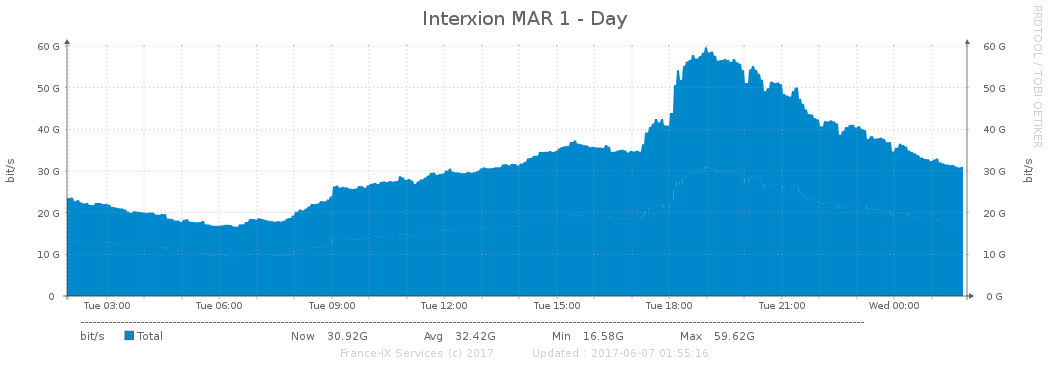 Interxion MAR 1 - Day
RRDTOOL / TOBI OETIKER
60 G 60 G
50 G 50 G
40 G 40 G
30 G 30 G
20 G 20 G
10 G 10 G
0 0 G
bit/s bit/s
Tue 03:00 Tue 06:00 Tue 09:00 Tue 12:00 Tue 15:00 Tue 18:00 Tue 21:00 Wed 00:00
bit/s Total Now 30.92G Avg 32.42G Min 16.58G Max 59.62G
France-IX Services (c) 2017 Updated : 2017-06-07 01:55:16